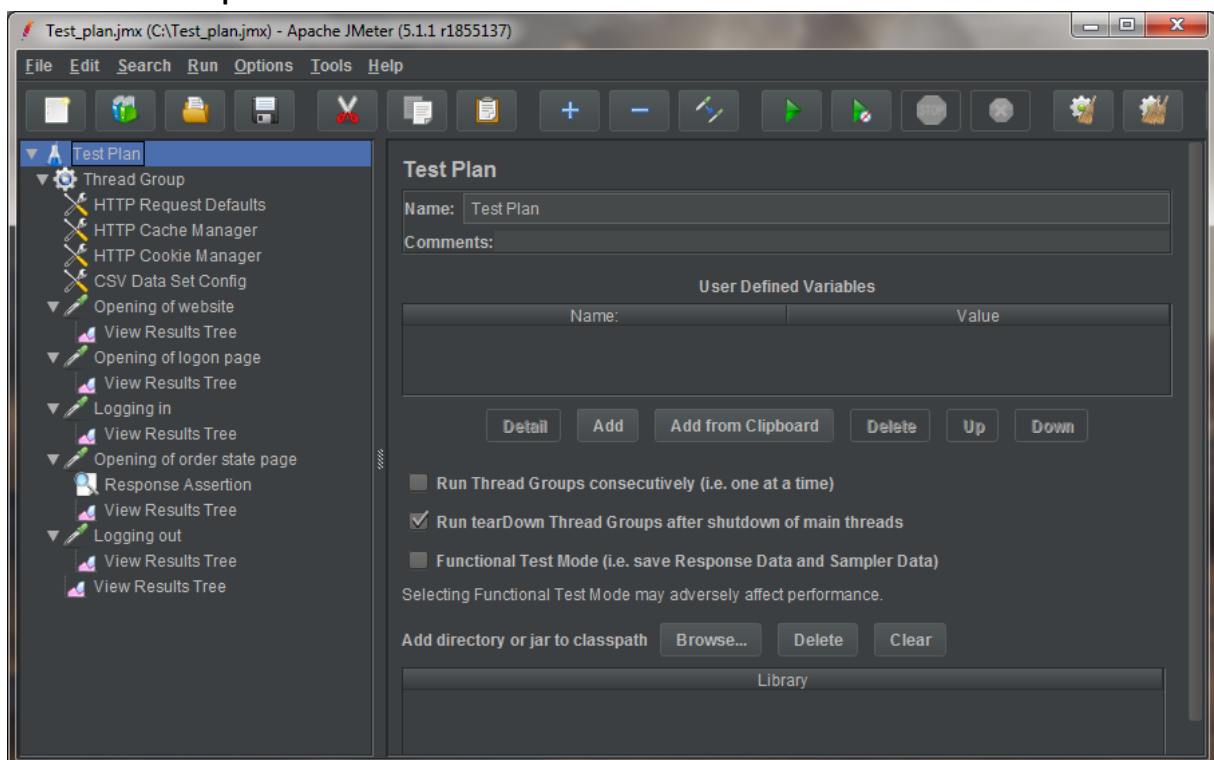 Test_plan.jmx (C:\Test_plan.jmx) - Apache JMeter (5.1.1 r1855137)
File Edit Search Run Options Tools Help
STOP
Test Plan
Thread Group
HTTP Request Defaults
HTTP Cache Manager
HTTP Cookie Manager
CSV Data Set Config
Opening of website
View Results Tree
Opening of logon page
View Results Tree
Logging in
View Results Tree
Opening of order state page
Response Assertion
View Results Tree
Logging out
View Results Tree
View Results Tree
Test Plan
Name: Test Plan
Comments:
User Defined Variables
Name: Value
Detail Add Add from Clipboard Delete Up Down
Run Thread Groups consecutively (i.e. one at a time)
Run tearDown Thread Groups after shutdown of main threads
Functional Test Mode (i.e. save Response Data and Sampler Data)
Selecting Functional Test Mode may adversely affect performance.
Add directory or jar to classpath Browse... Delete Clear
Library